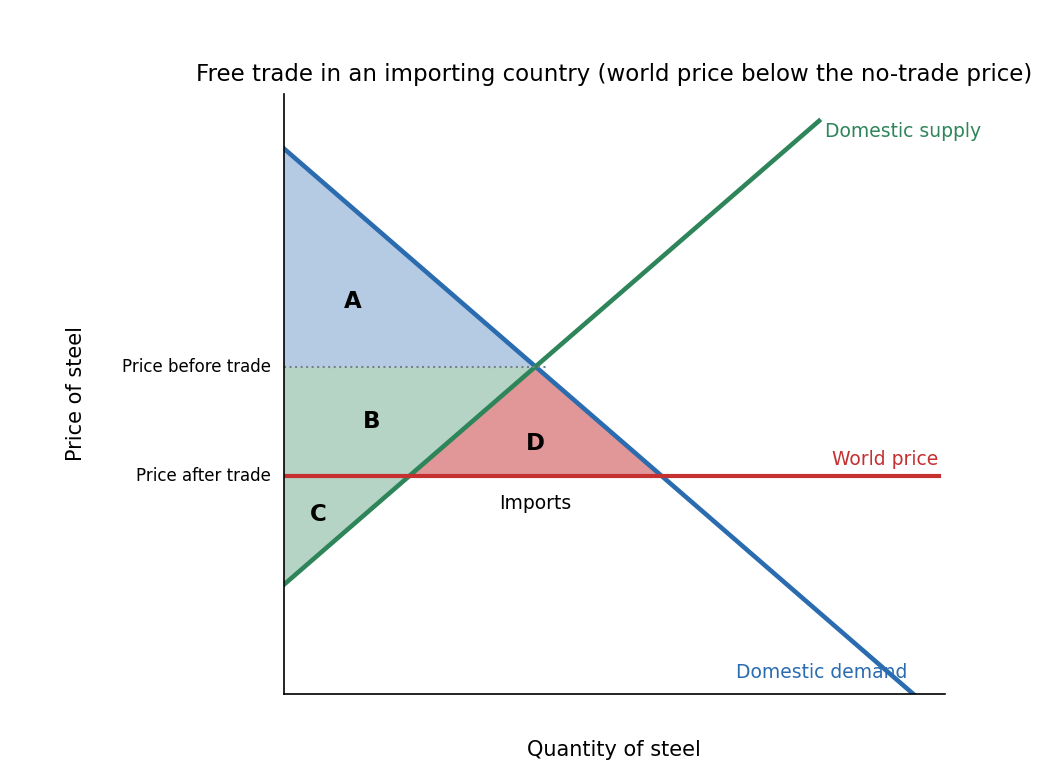 Free trade in an importing country (world price below the no-trade price)
Domestic supply
A
Price of steel
Price before trade
B
D
World price
Price after trade
Imports
C
Domestic demand
Quantity of steel